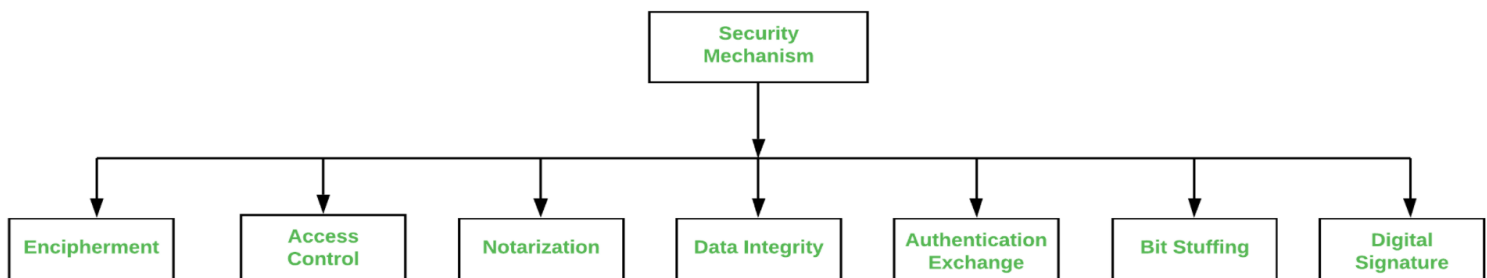 Security
Mechanism
Encipherment
Access
Control
Notarization
Data Integrity
Authentication
Exchange
Bit Stuffing
Digital
Signature